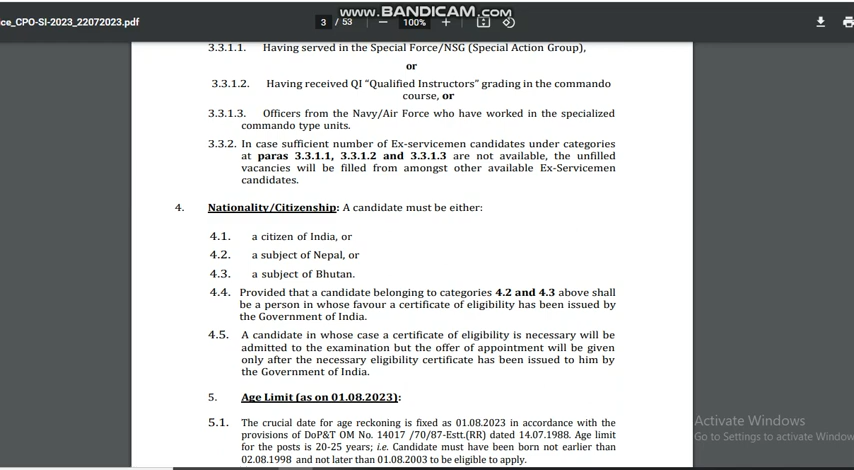 www.BANDICAM.com
ce_CPO-SI-2023_22072023.pdf
3 / 53
100%
3.3.1.1. Having served in the Special Force/NSG (Special Action Group),
or
3.3.1.2. Having received QI “Qualified Instructors” grading in the commando
course, or
3.3.1.3. Officers from the Navy/Air Force who have worked in the specialized
commando type units.
3.3.2. In case sufficient number of Ex-servicemen candidates under categories
at paras 3.3.1.1, 3.3.1.2 and 3.3.1.3 are not available, the unfilled
vacancies will be filled from amongst other available Ex-Servicemen
candidates.
4. Nationality/Citizenship: A candidate must be either:
4.1. a citizen of India, or
4.2. a subject of Nepal, or
4.3. a subject of Bhutan.
4.4. Provided that a candidate belonging to categories 4.2 and 4.3 above shall
be a person in whose favour a certificate of eligibility has been issued by
the Government of India.
4.5. A candidate in whose case a certificate of eligibility is necessary will be
admitted to the examination but the offer of appointment will be given
only after the necessary eligibility certificate has been issued to him by
the Government of India.
5. Age Limit (as on 01.08.2023):
5.1. The crucial date for age reckoning is fixed as 01.08.2023 in accordance with the
provisions of DoP&T OM No. 14017 /70/87-Estt.(RR) dated 14.07.1988. Age limit
for the posts is 20-25 years; i.e. Candidate must have been born not earlier than
02.08.1998 and not later than 01.08.2003 to be eligible to apply.
Activate Windows
Go to Settings to activate Window